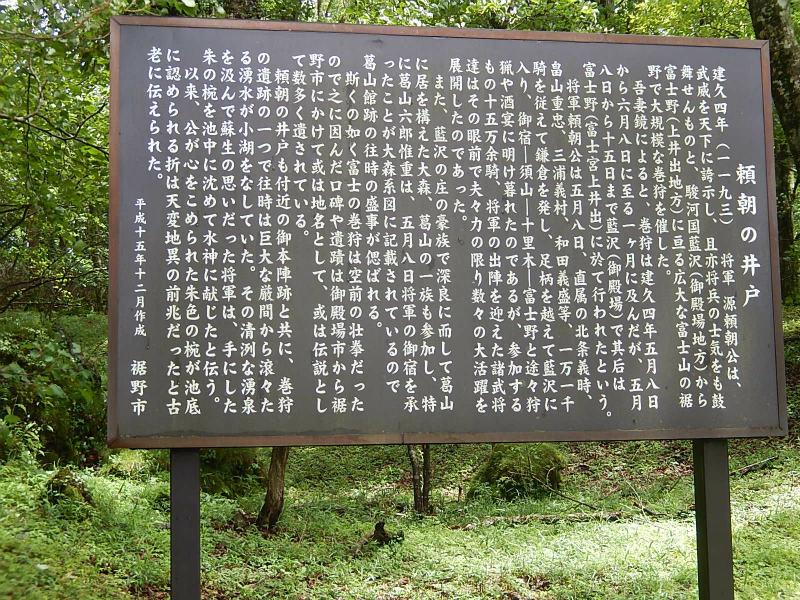 頼朝の井戸
建久四年（一一九三）　将軍　源頼朝公は、
武威を天下に誇示し、且亦将兵の士気をも鼓
舞せんものと、駿河国藍沢（御殿場地方）から
富士野（上井出地方）に亘る広大な富士山の裾
野で大規模な巻狩を催した。
吾妻鏡によると、巻狩は建久四年五月八日
から六月八日に至る一ヶ月に及んだが、五月
八日から十五日まで藍沢（御殿場）で其后は
富士野（富士宮上井出）に於て行われたという。
将軍頼朝公は五月八日、直属の北条義時、
畠山重忠、三浦義村、和田義盛等、一万一千
騎を従えて鎌倉を発し、足柄を越えて藍沢に
入り、御宿―須山―十里木―富士野と途々狩
猟や酒宴に明け暮れたのであるが、参加する
もの十五万余騎、将軍の出陣を迎えた諸武将
達はその眼前で夫々力の限り数々の大活躍を
展開したのであった。
また、藍沢の庄の豪族で深良に而して葛山
に居を構えた大森、葛山の一族も参加し、特
に葛山六郎惟重は、五月八日将軍の御宿を承
ったことが大森系図に記載されているので
葛山館跡の往時の盛事が偲ばれる。
斯くの如く富士の巻狩は空前の壮挙だった
ので之に因んだ口碑や遺蹟は御殿場市から裾
野市にかけて或は地名として、或は伝説とし
て数多く遺されている。
頼朝の井戸も付近の御本陣跡と共に、巻狩
の遺跡の一つで往時は巨大な厳間から滾々た
る湧水が小湖をなしていた。その清洌な湧泉
を汲んで蘇生の思いだった将軍は、手にした
朱の椀を池中に沈めて水神に献じたと伝う。
以来、公が心をこめられた朱色の椀が池底
に認められる折は天変地異の前兆だったと古
老に伝えられた。
平成十五年十二月作成　裾野市